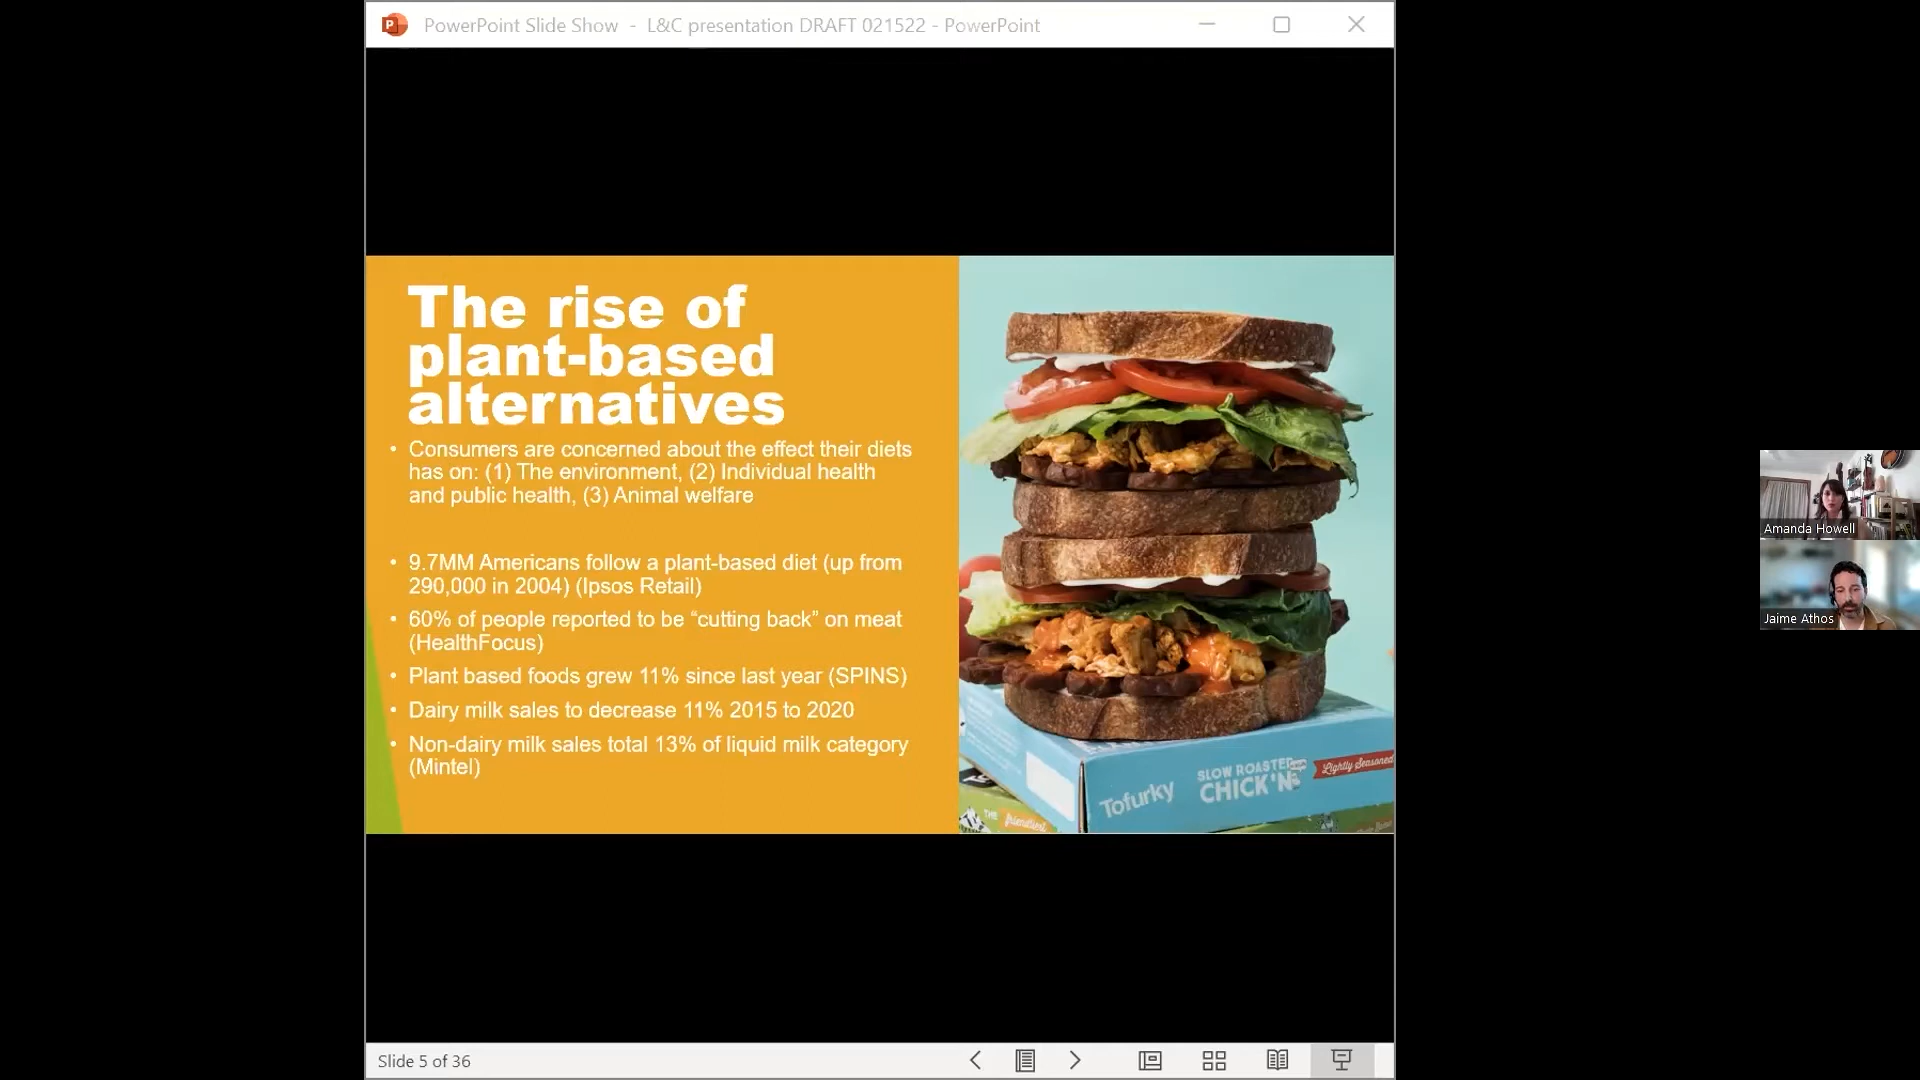 PowerPoint Slide Show - L&C presentation DRAFT 021522 - PowerPoint
The rise of
plant-based
alternatives
• Consumers are concerned about the effect their diets
has on: (1) The environment, (2) Individual health
and public health, (3) Animal welfare
• 9.7MM Americans follow a plant-based diet (up from
290,000 in 2004) (Ipsos Retail)
• 60% of people reported to be “cutting back” on meat
(HealthFocus)
• Plant based foods grew 11% since last year (SPINS)
• Dairy milk sales to decrease 11% 2015 to 2020
• Non-dairy milk sales total 13% of liquid milk category
(Mintel)
Tofurky
SLOW ROASTED
CHICK'N
Lightly Seasoned
THE
friendliest
Amanda Howell
Jaime Athos
Slide 5 of 36